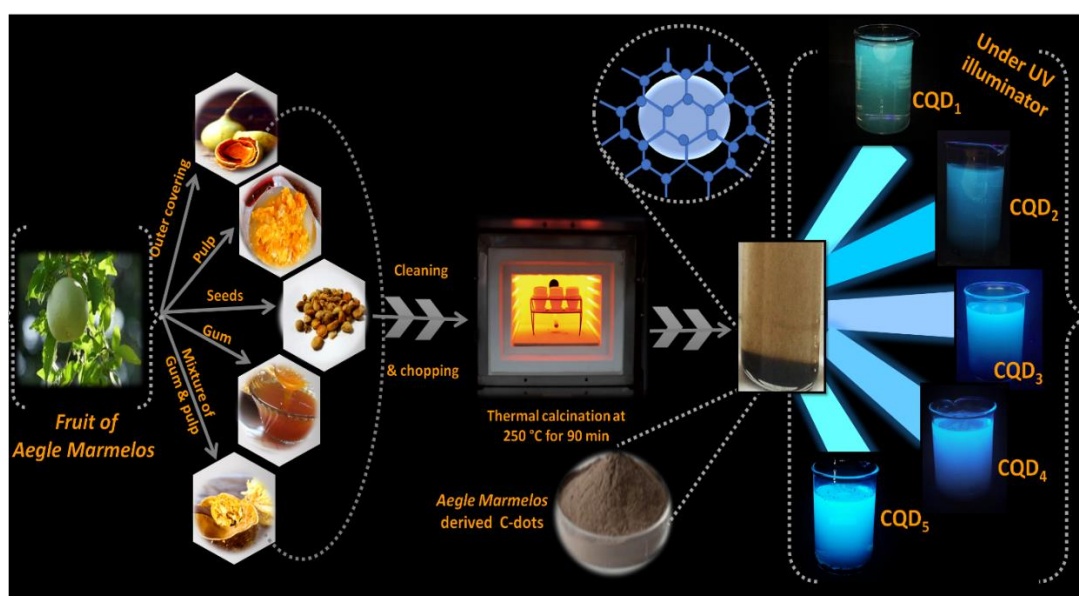 Fruit of
Aegle Marmelos
Outer covering
Pulp
Seeds
Gum
Mixture of
Gum & pulp
Cleaning
& chopping
Thermal calcination at
250 °C for 90 min
Aegle Marmelos
derived C-dots
Under UV
illuminator
CQD₁
CQD₂
CQD₃
CQD₄
CQD₅